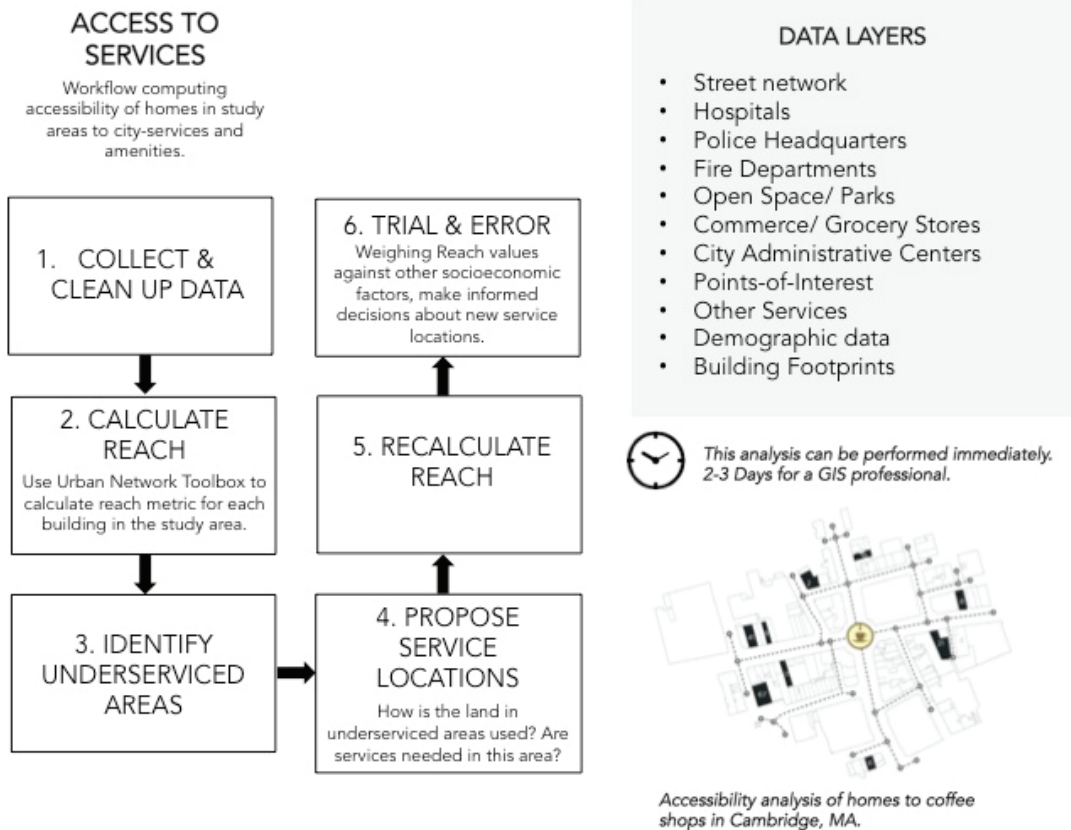 ACCESS TO
SERVICES
Workflow computing
accessibility of homes in study
areas to city-services and
amenities.
1. COLLECT &
CLEAN UP DATA
2. CALCULATE
REACH
Use Urban Network Toolbox to
calculate reach metric for each
building in the study area.
3. IDENTIFY
UNDERSERVICED
AREAS
4. PROPOSE
SERVICE
LOCATIONS
How is the land in
underserviced areas used? Are
services needed in this area?
5. RECALCULATE
REACH
6. TRIAL & ERROR
Weighing Reach values
against other socioeconomic
factors, make informed
decisions about new service
locations.
DATA LAYERS
• Street network
• Hospitals
• Police Headquarters
• Fire Departments
• Open Space/ Parks
• Commerce/ Grocery Stores
• City Administrative Centers
• Points-of-Interest
• Other Services
• Demographic data
• Building Footprints
This analysis can be performed immediately.
2-3 Days for a GIS professional.
Accessibility analysis of homes to coffee
shops in Cambridge, MA.